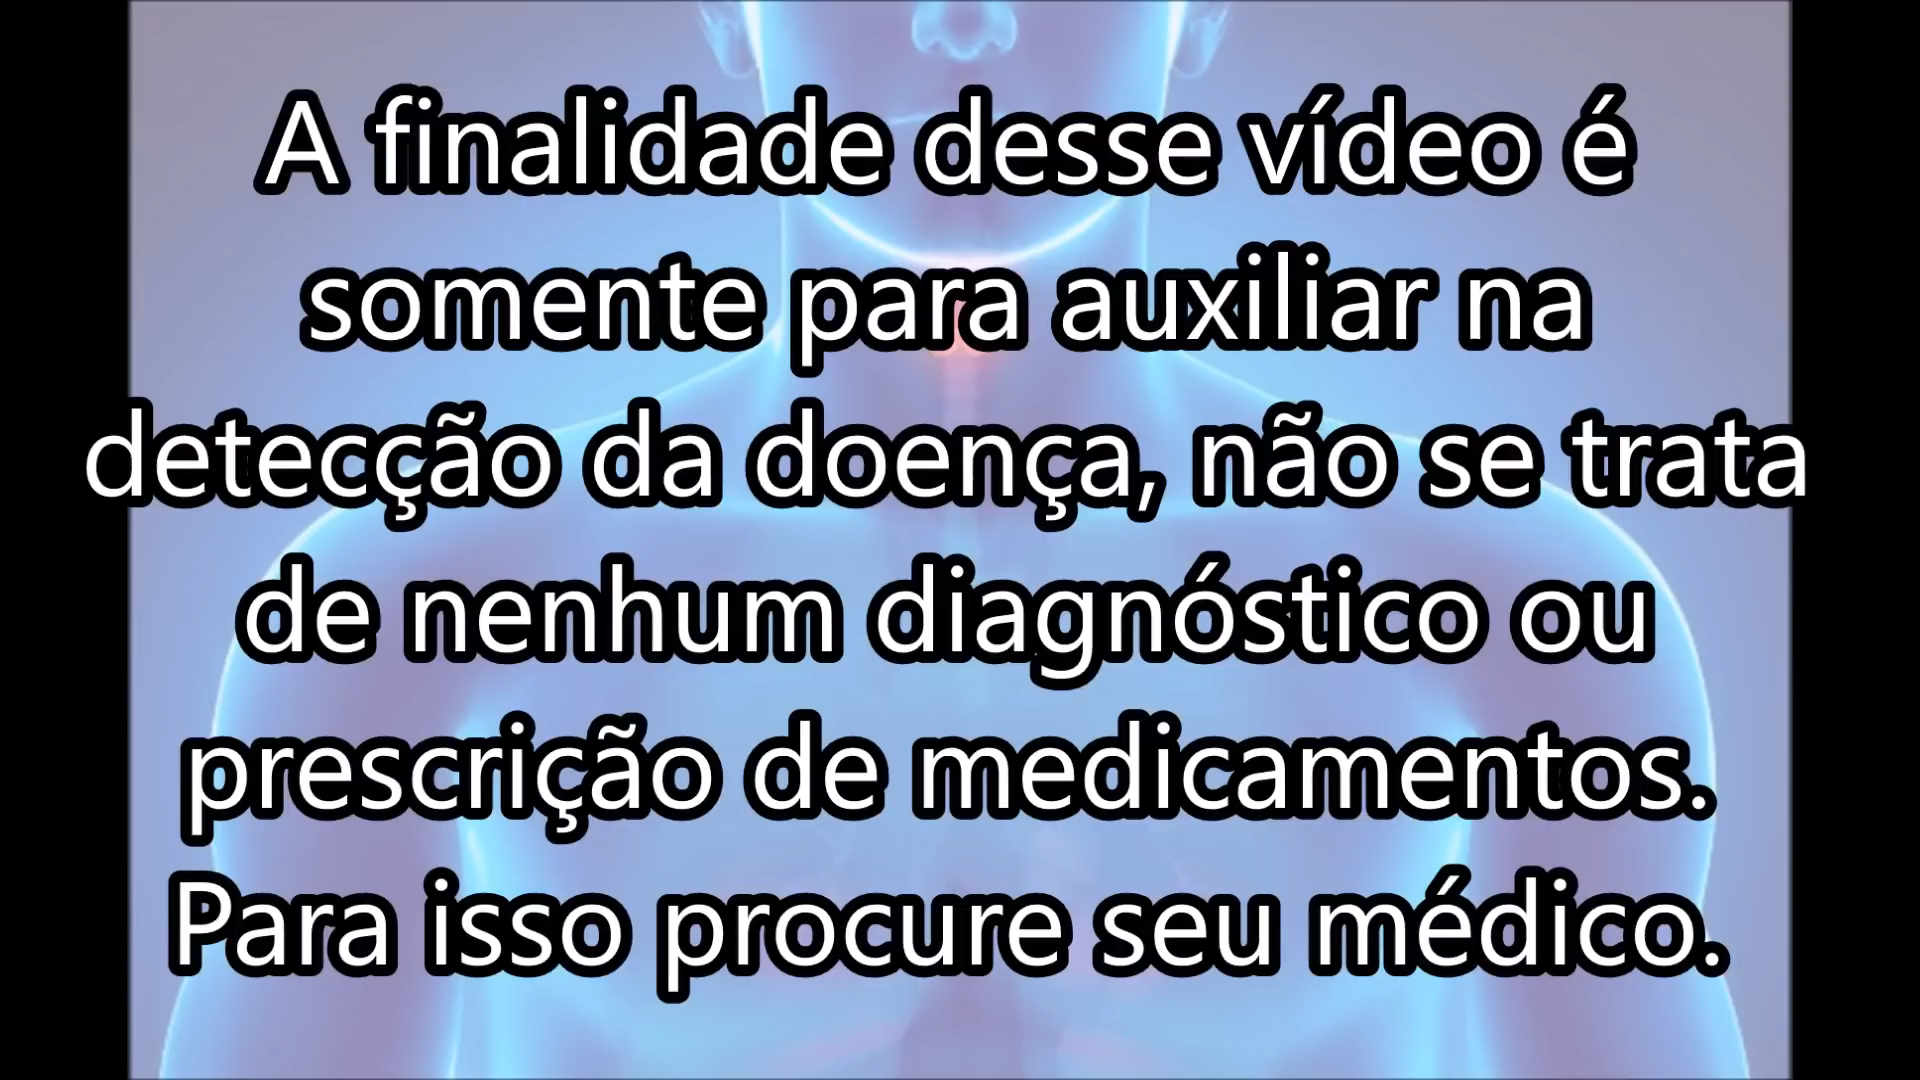 A finalidade desse vídeo é
somente para auxiliar na
detecção da doença, não se trata
de nenhum diagnóstico ou
prescrição de medicamentos.
Para isso procure seu médico.